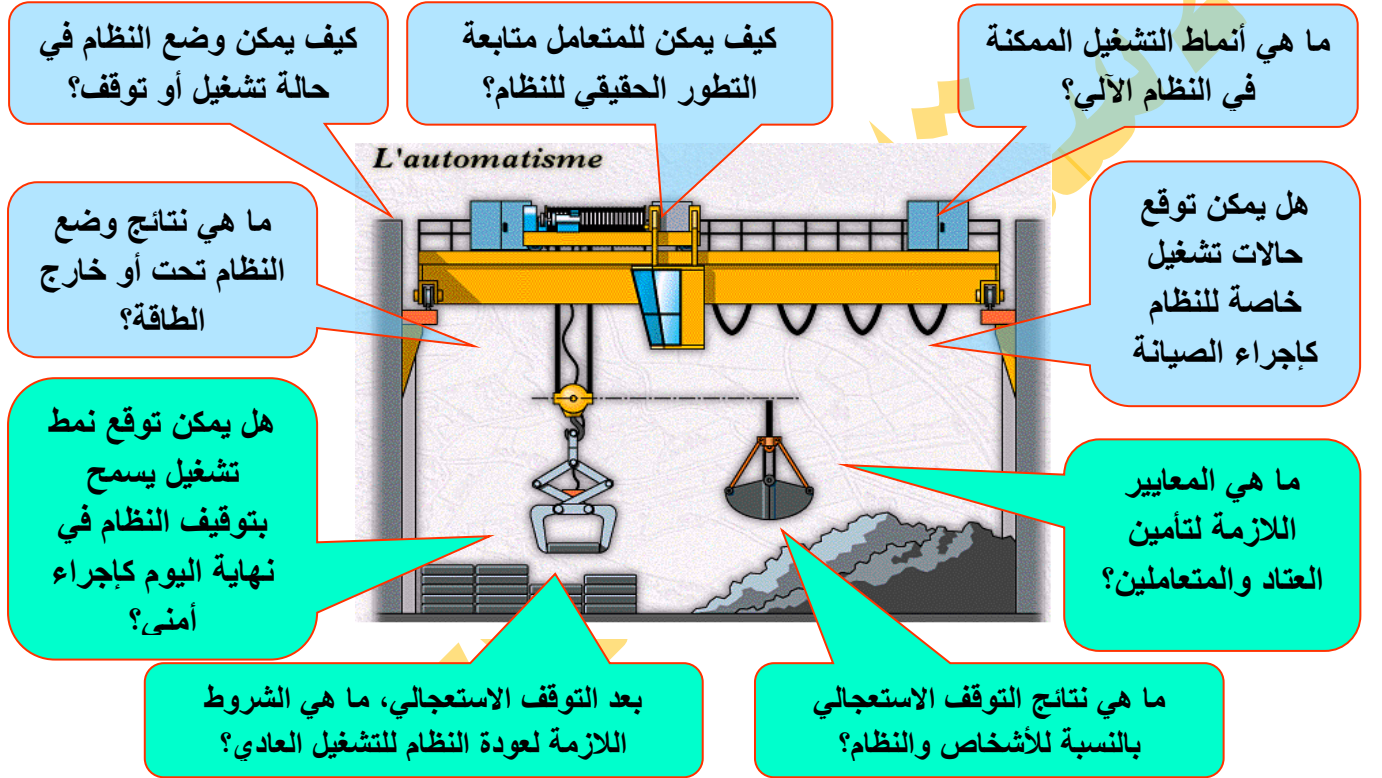 ما هي أنماط التشغيل الممكنة
في النظام الآلي؟
كيف يمكن للمتعامل متابعة
التطور الحقيقي للنظام؟
كيف يمكن وضع النظام في
حالة تشغيل أو توقف؟
L'automatisme
هل يمكن توقع
حالات تشغيل
خاصة للنظام
كإجراء الصيانة
ما هي نتائج وضع
النظام تحت أو خارج
الطاقة؟
ما هي المعايير
اللازمة لتأمين
العتاد والمتعاملين؟
هل يمكن توقع نمط
تشغيل يسمح
بتوقيف النظام في
نهاية اليوم كإجراء
أمني؟
ما هي نتائج التوقف الاستعجالي
بالنسبة للأشخاص والنظام؟
بعد التوقف الاستعجالي، ما هي الشروط
اللازمة لعودة النظام للتشغيل العادي؟